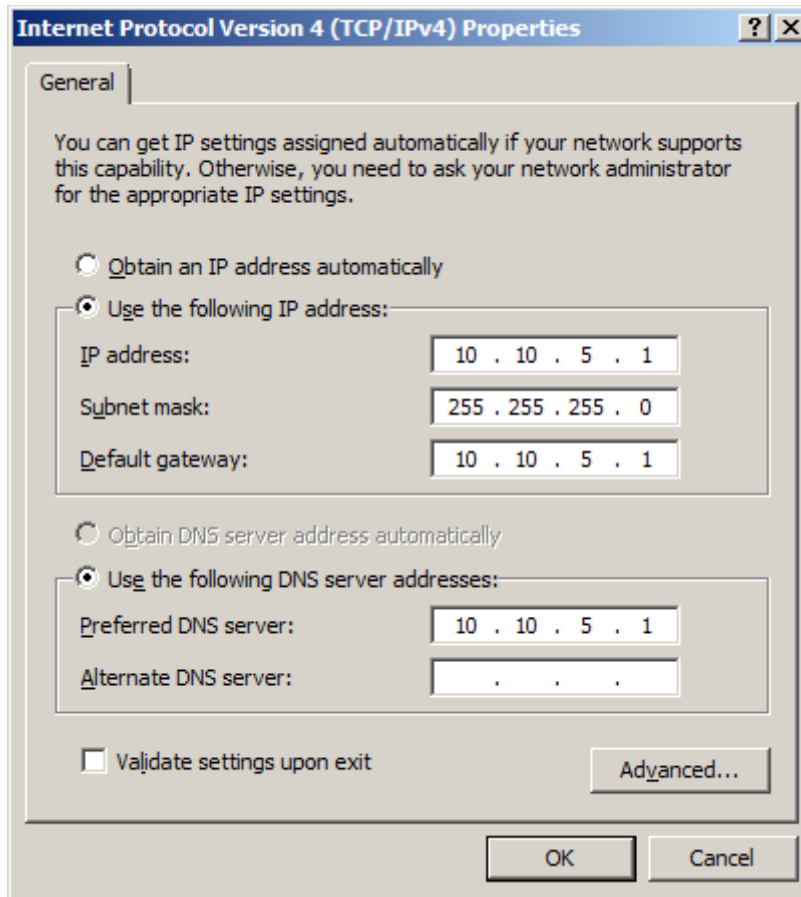 Internet Protocol Version 4 (TCP/IPv4) Properties
General
You can get IP settings assigned automatically if your network supports
this capability. Otherwise, you need to ask your network administrator
for the appropriate IP settings.
Obtain an IP address automatically
Use the following IP address:
IP address: 10 . 10 . 5 . 1
Subnet mask: 255 . 255 . 255 . 0
Default gateway: 10 . 10 . 5 . 1
Obtain DNS server address automatically
Use the following DNS server addresses:
Preferred DNS server: 10 . 10 . 5 . 1
Alternate DNS server: . . .
Validate settings upon exit
Advanced...
OK Cancel